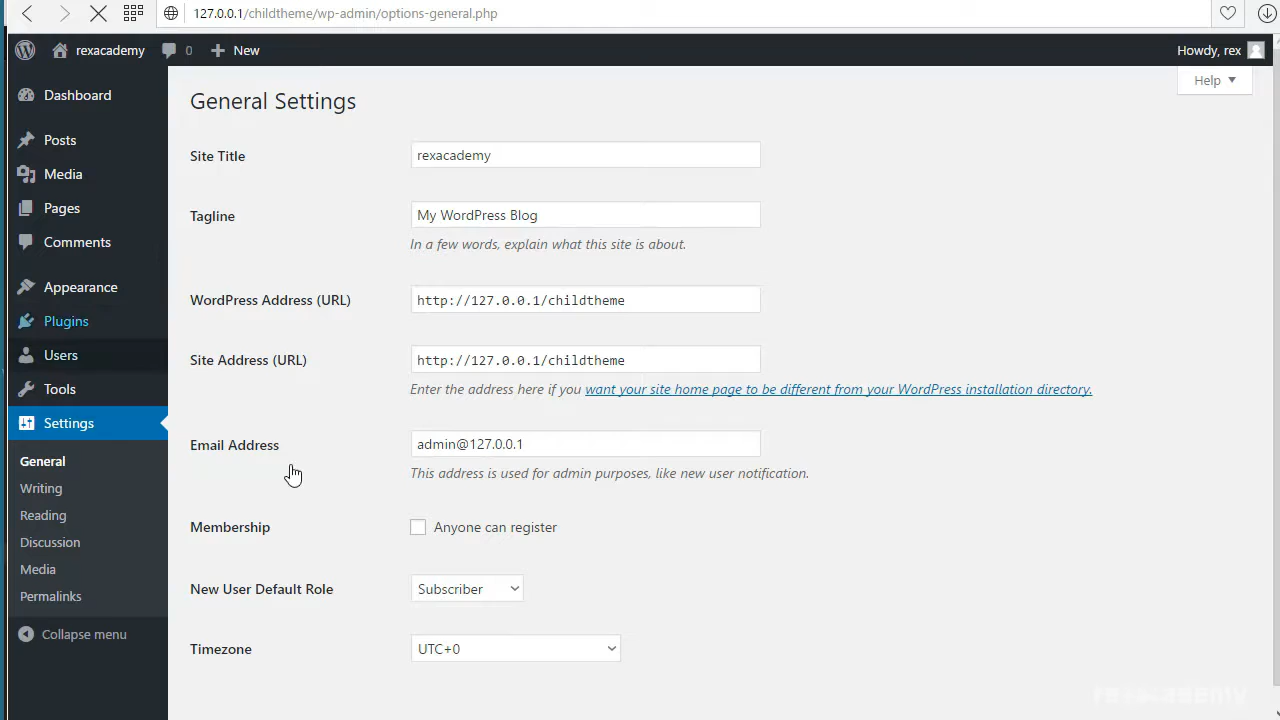 127.0.0.1/childtheme/wp-admin/options-general.php
rexacademy 0 New Howdy, rex
Help
Dashboard
Posts
Media
Pages
Comments
Appearance
Plugins
Users
Tools
Settings
General
Writing
Reading
Discussion
Media
Permalinks
Collapse menu
General Settings
Site Title rexacademy
Tagline My WordPress Blog
In a few words, explain what this site is about.
WordPress Address (URL) http://127.0.0.1/childtheme
Site Address (URL) http://127.0.0.1/childtheme
Enter the address here if you want your site home page to be different from your WordPress installation directory.
Email Address admin@127.0.0.1
This address is used for admin purposes, like new user notification.
Membership Anyone can register
New User Default Role Subscriber
Timezone UTC+0
rexacademy